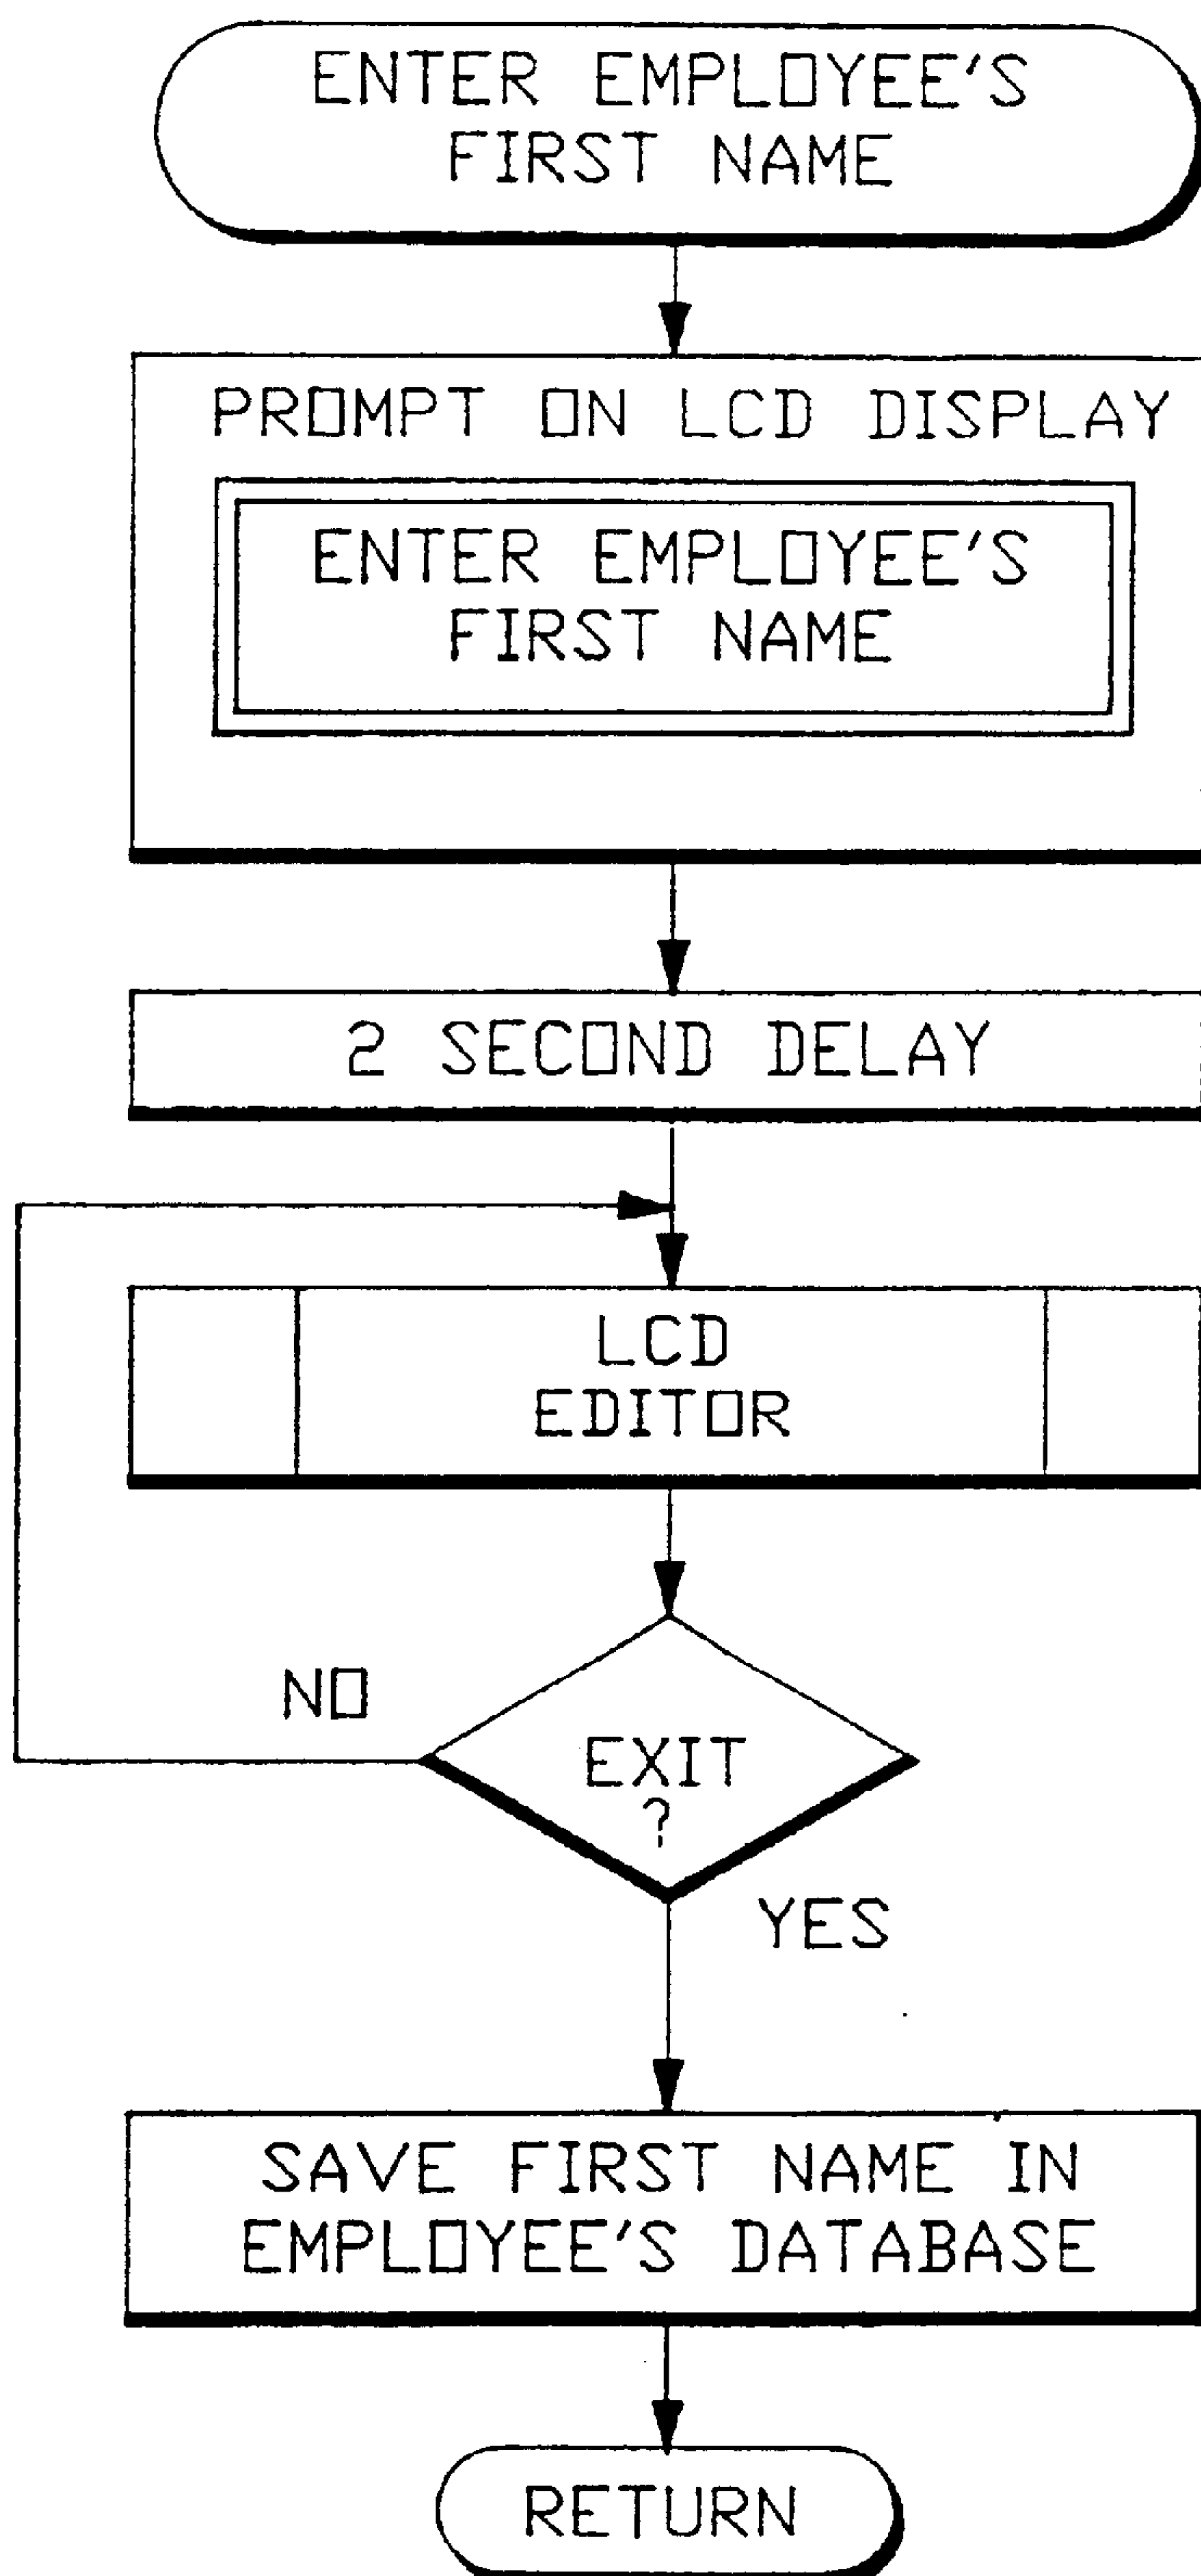 ENTER EMPLOYEE'S
FIRST NAME
PROMPT ON LCD DISPLAY
ENTER EMPLOYEE'S
FIRST NAME
2 SECOND DELAY
LCD
EDITOR
NO
EXIT
?
YES
SAVE FIRST NAME IN
EMPLOYEE'S DATABASE
RETURN